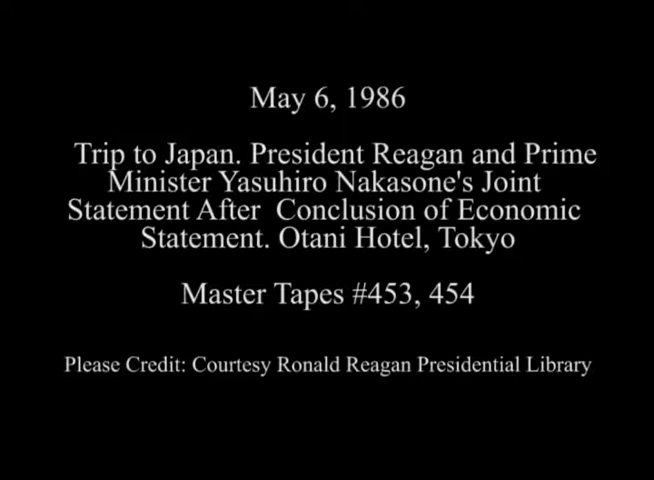 May 6, 1986
Trip to Japan. President Reagan and Prime
Minister Yasuhiro Nakasone's Joint
Statement After Conclusion of Economic
Statement. Otani Hotel, Tokyo
Master Tapes #453, 454
Please Credit: Courtesy Ronald Reagan Presidential Library